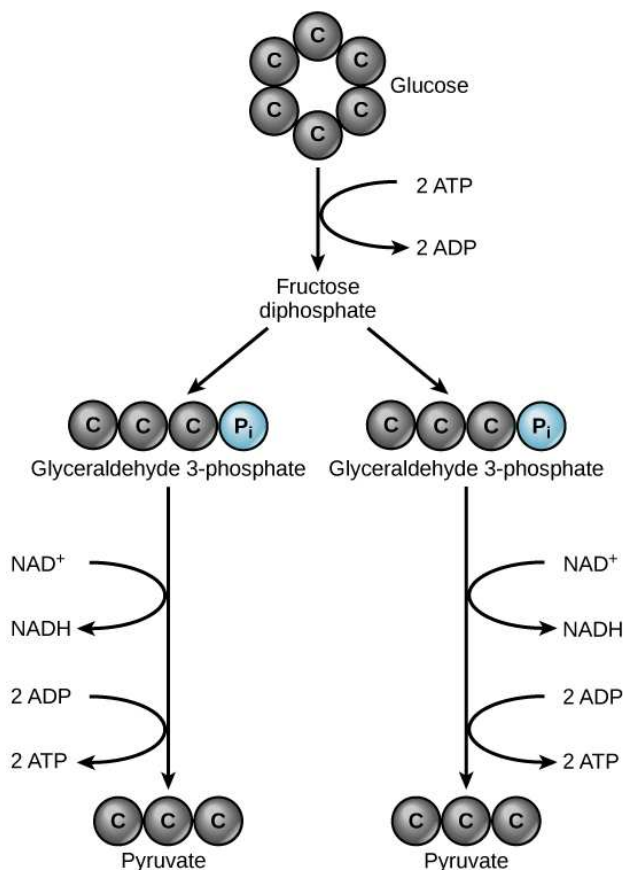 C
C C
Glucose
C C
C
2 ATP
2 ADP
Fructose
diphosphate
C C C Pi
C C C Pi
Glyceraldehyde 3-phosphate
Glyceraldehyde 3-phosphate
NAD⁺
NAD⁺
NADH
NADH
2 ADP
2 ADP
2 ATP
2 ATP
C C C
C C C
Pyruvate
Pyruvate